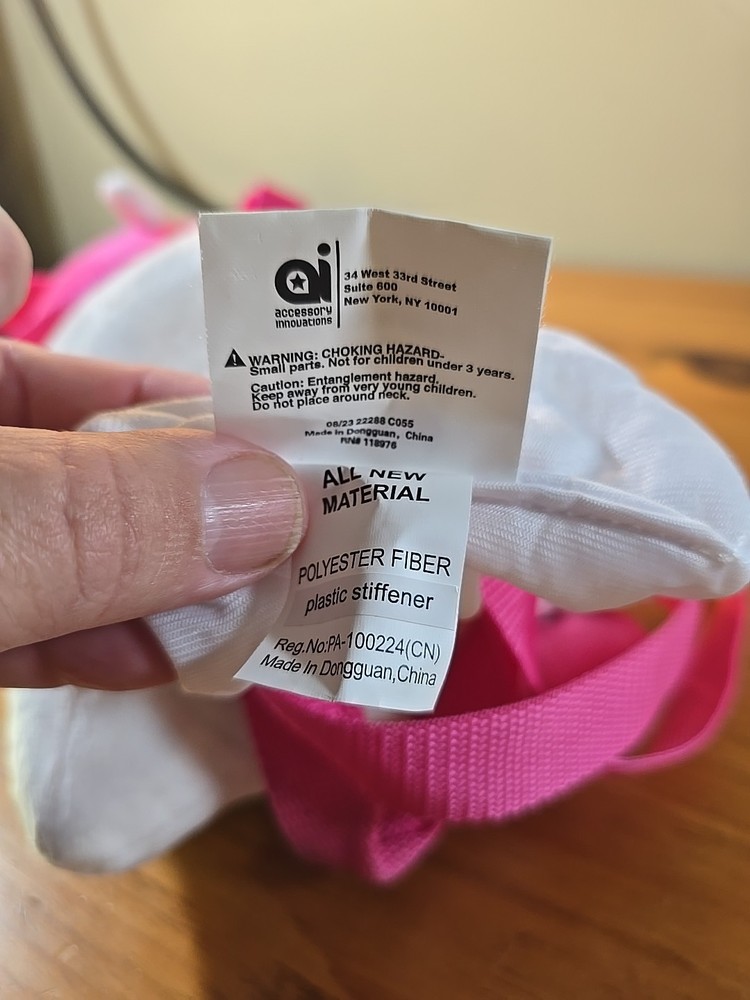 ai
accessory
innovations
34 West 33rd Street
Suite 600
New York, NY 10001
WARNING: CHOKING HAZARD-
Small parts. Not for children under 3 years.
Caution: Entanglement hazard.
Keep away from very young children.
Do not place around neck.
08/23 22288 C055
Made in Dongguan, China
RN# 118976
ALL NEW
MATERIAL
POLYESTER FIBER
plastic stiffener
Reg.No:PA-100224(CN)
Made In Dongguan,China